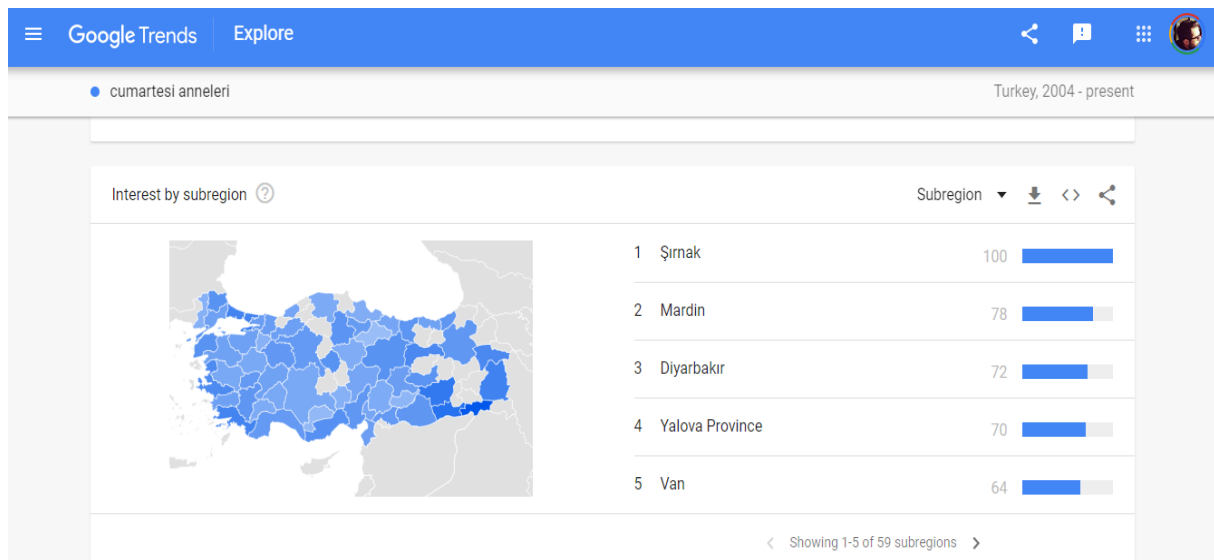 Google Trends Explore
cumartesi anneleri Turkey, 2004 - present
Interest by subregion ? Subregion
1 Şırnak 100
2 Mardin 78
3 Diyarbakır 72
4 Yalova Province 70
5 Van 64
Showing 1-5 of 59 subregions